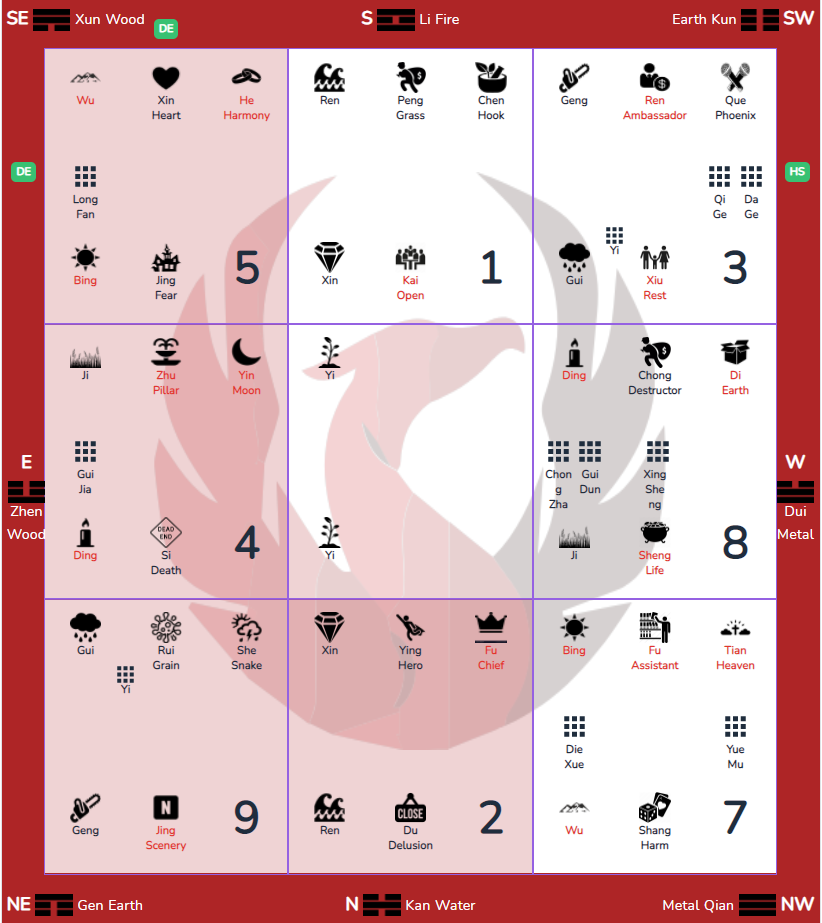 SE Xun Wood S Li Fire Earth Kun SW
DE
Wu Xin He Ren Peng Chen Geng Ren Que
Heart Harmony Grass Hook Ambassador Phoenix
DE HS
Long Qi Da
Fan Ge Ge
Yi
Bing Jing 5 Xin Kai 1 Gui Xiu 3
Fear Open Rest
Ji Zhu Yin Yi Ding Chong Di
Pillar Moon Destructor Earth
E W
Gui Chon Gui Xing
Jia g Dun She
Zha ng
Zhen Dui
Wood Metal
DEAD
END
Ding Si 4 Yi Ji Sheng 8
Death Life
Gui Rui She Xin Ying Fu Bing Fu Tian
Grain Snake Hero Chief Assistant Heaven
Yi
Die Yue
Xue Mu
N CLOSE
Geng Jing 9 Ren Du 2 Wu Shang 7
Scenery Delusion Harm
NE Gen Earth N Kan Water Metal Qian NW